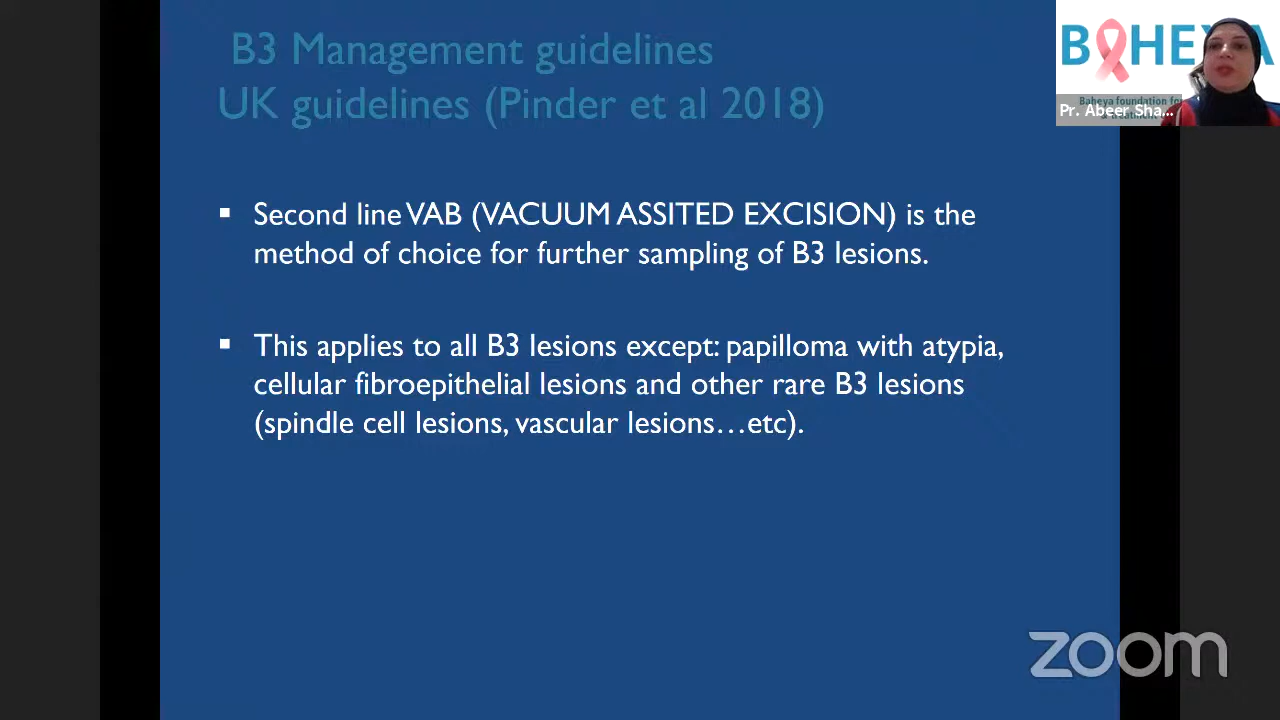 B3 Management guidelines
UK guidelines (Pinder et al 2018)
▪ Second line VAB (VACUUM ASSITED EXCISION) is the
method of choice for further sampling of B3 lesions.
▪ This applies to all B3 lesions except: papilloma with atypia,
cellular fibroepithelial lesions and other rare B3 lesions
(spindle cell lesions, vascular lesions…etc).
Baheya foundation for
Pr. Abeer Sha...
zoom